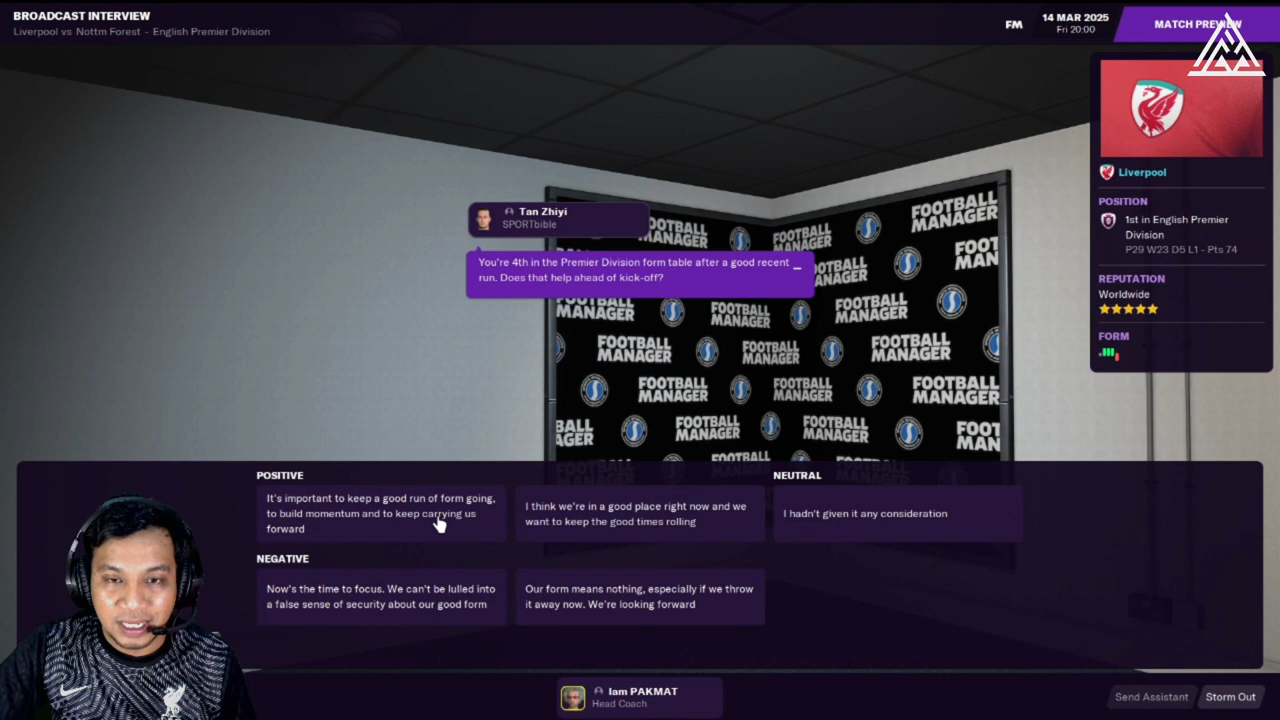 BROADCAST INTERVIEW
Liverpool vs Nottm Forest - English Premier Division
FM
14 MAR 2025
Fri 20:00
MATCH PREVIEW
Liverpool
POSITION
1st in English Premier
Division
P29 W23 D5 L1 - Pts 74
REPUTATION
Worldwide
FORM
Tan Zhiyi
SPORTbible
You're 4th in the Premier Division form table after a good recent
run. Does that help ahead of kick-off?
FOOTBALL
MANAGER
POSITIVE
It's important to keep a good run of form going,
to build momentum and to keep carrying us
forward
I think we're in a good place right now and we
want to keep the good times rolling
NEUTRAL
I hadn't given it any consideration
NEGATIVE
Now's the time to focus. We can't be lulled into
a false sense of security about our good form
Our form means nothing, especially if we throw
it away now. We're looking forward
Iam PAKMAT
Head Coach
Send Assistant
Storm Out